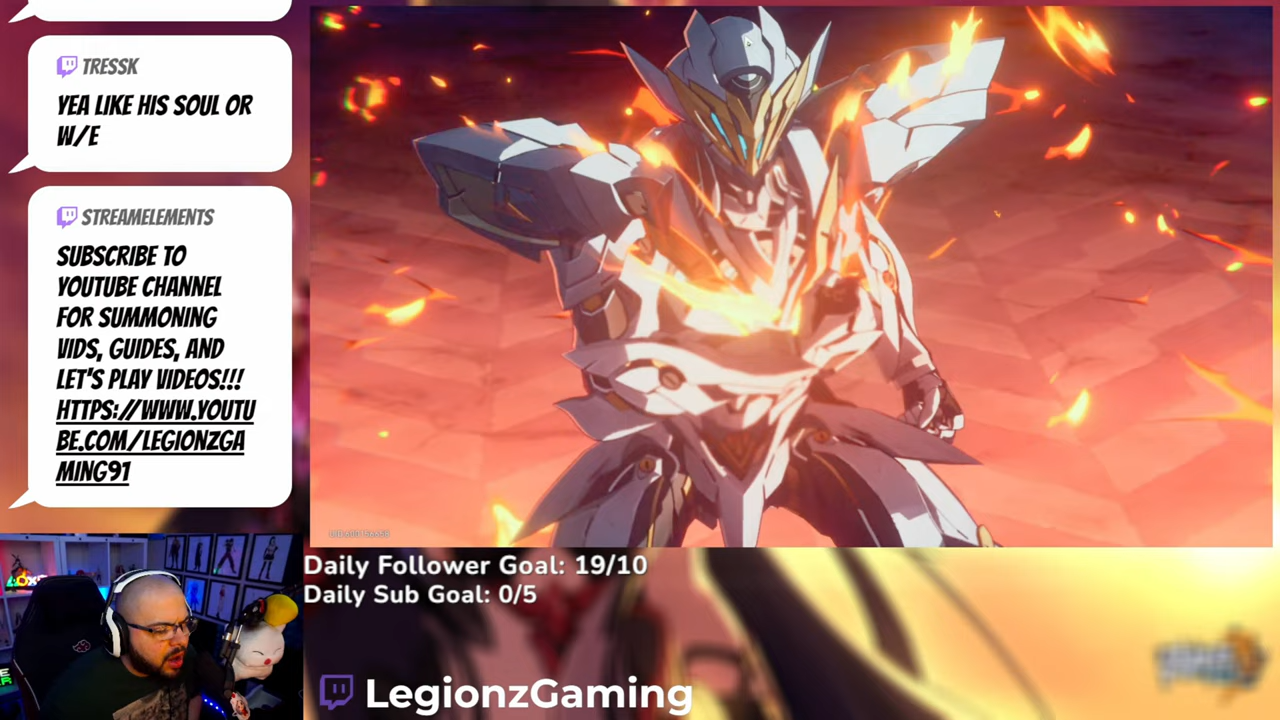 TRESSK
YEA LIKE HIS SOUL OR
W/E
STREAMELEMENTS
SUBSCRIBE TO
YOUTUBE CHANNEL
FOR SUMMONING
VIDS, GUIDES, AND
LET'S PLAY VIDEOS!!!
HTTPS://WWW.YOUTU
BE.COM/LEGIONZGA
MING91
Daily Follower Goal: 19/10
Daily Sub Goal: 0/5
LegionzGaming